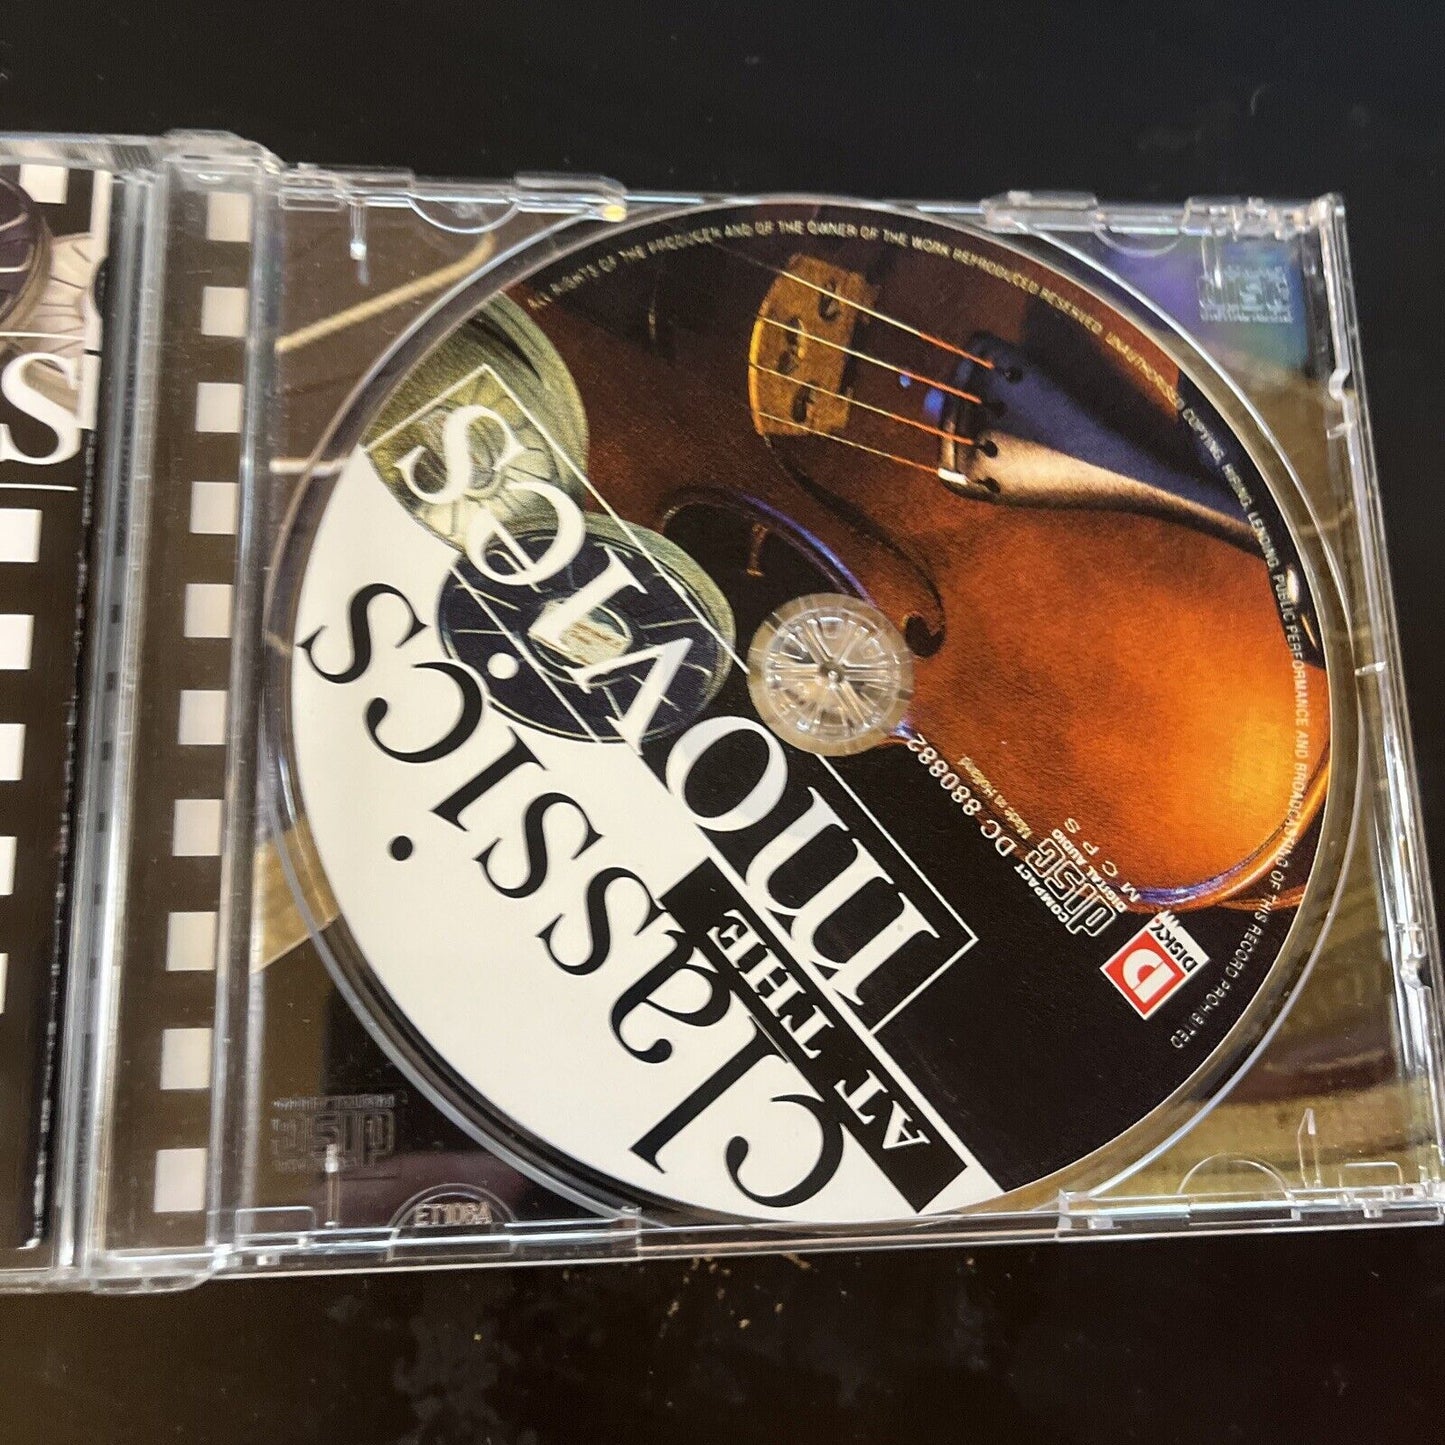 classics
AT THE
movies
ALL RIGHTS OF THE PRODUCER AND OF THE OWNER OF THE WORK REPRODUCED RESERVED. UNAUTHORISED COPYING, HIRING, LENDING, PUBLIC PERFORMANCE AND BROADCASTING OF THIS RECORD PROHIBITED
DC 880882
Made in Holland
COMPACT
disc
DIGITAL AUDIO
M C P S
D
DISKY
S
ET106A
disc